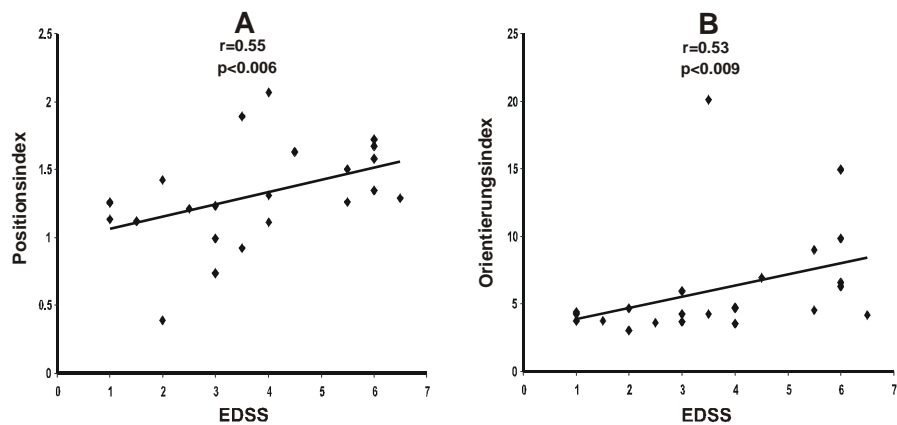 A
r=0.55
p<0.006
2.5
2
1.5
1
0.5
0
0 1 2 3 4 5 6 7
Positionsindex
EDSS
B
r=0.53
p<0.009
25
20
15
10
5
0
0 1 2 3 4 5 6 7
Orientierungsindex
EDSS